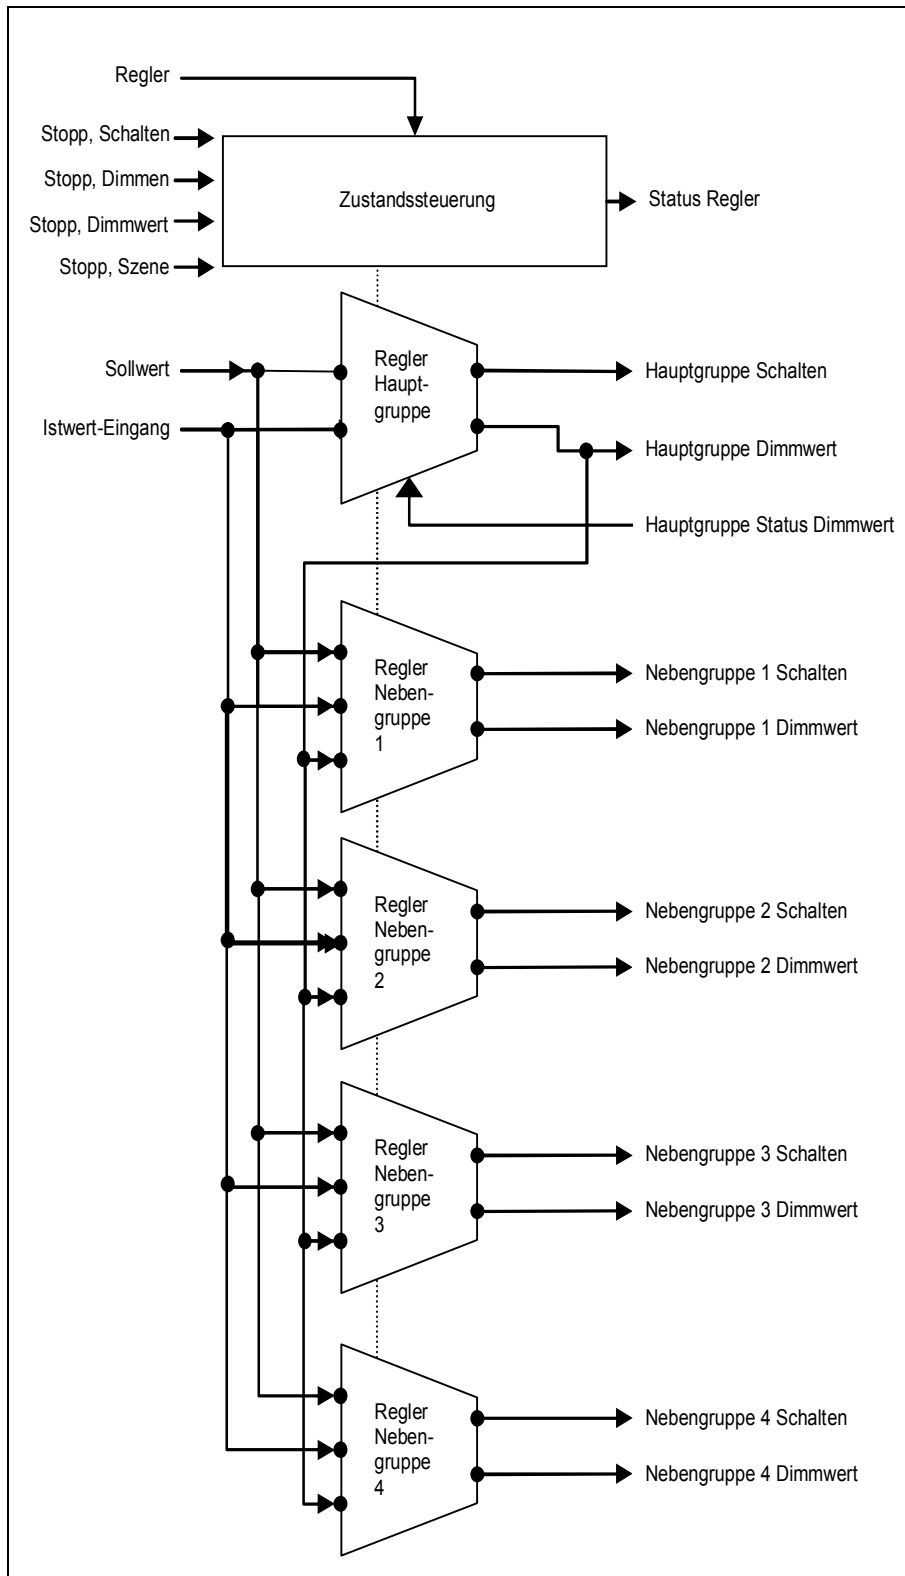 Regler
Stopp, Schalten
Stopp, Dimmen
Stopp, Dimmwert
Stopp, Szene
Zustandssteuerung
Status Regler
Sollwert
Istwert-Eingang
Regler
Haupt-
gruppe
Hauptgruppe Schalten
Hauptgruppe Dimmwert
Hauptgruppe Status Dimmwert
Regler
Neben-
gruppe
1
Nebengruppe 1 Schalten
Nebengruppe 1 Dimmwert
Regler
Neben-
gruppe
2
Nebengruppe 2 Schalten
Nebengruppe 2 Dimmwert
Regler
Neben-
gruppe
3
Nebengruppe 3 Schalten
Nebengruppe 3 Dimmwert
Regler
Neben-
gruppe
4
Nebengruppe 4 Schalten
Nebengruppe 4 Dimmwert